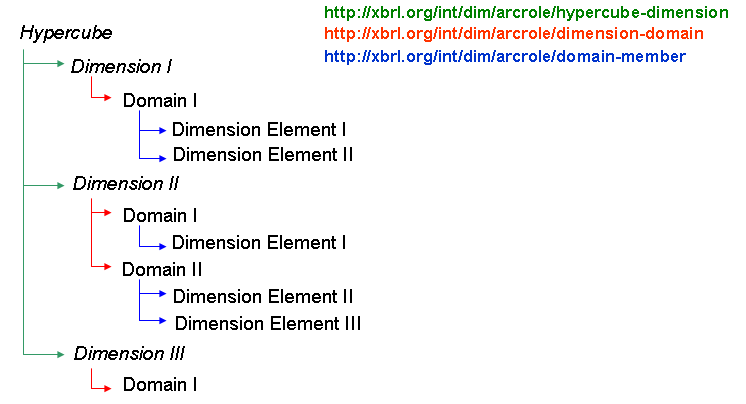 http://xbrl.org/int/dim/arcrole/hypercube-dimension
http://xbrl.org/int/dim/arcrole/dimension-domain
http://xbrl.org/int/dim/arcrole/domain-member
Hypercube
Dimension I
Domain I
Dimension Element I
Dimension Element II
Dimension II
Domain I
Dimension Element I
Domain II
Dimension Element II
Dimension Element III
Dimension III
Domain I